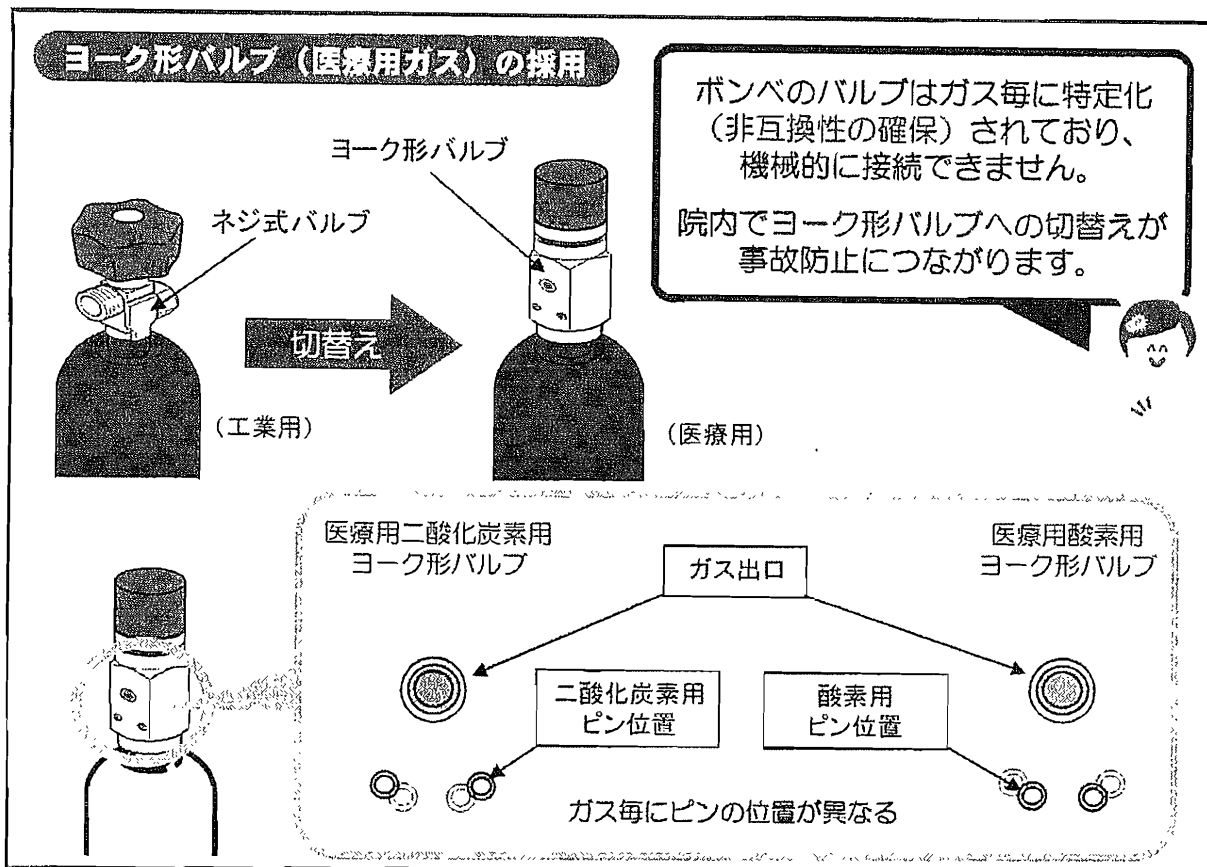 ヨーク形バルブ（医療用ガス）の採用
ボンベのバルブはガス毎に特定化
（非互換性の確保）されており、
機械的に接続できません。
院内でヨーク形バルブへの切替えが
事故防止につながります。
ヨーク形バルブ
ネジ式バルブ
切替え
（工業用）
（医療用）
医療用二酸化炭素用
ヨーク形バルブ
ガス出口
医療用酸素用
ヨーク形バルブ
二酸化炭素用
ピン位置
酸素用
ピン位置
ガス毎にピンの位置が異なる